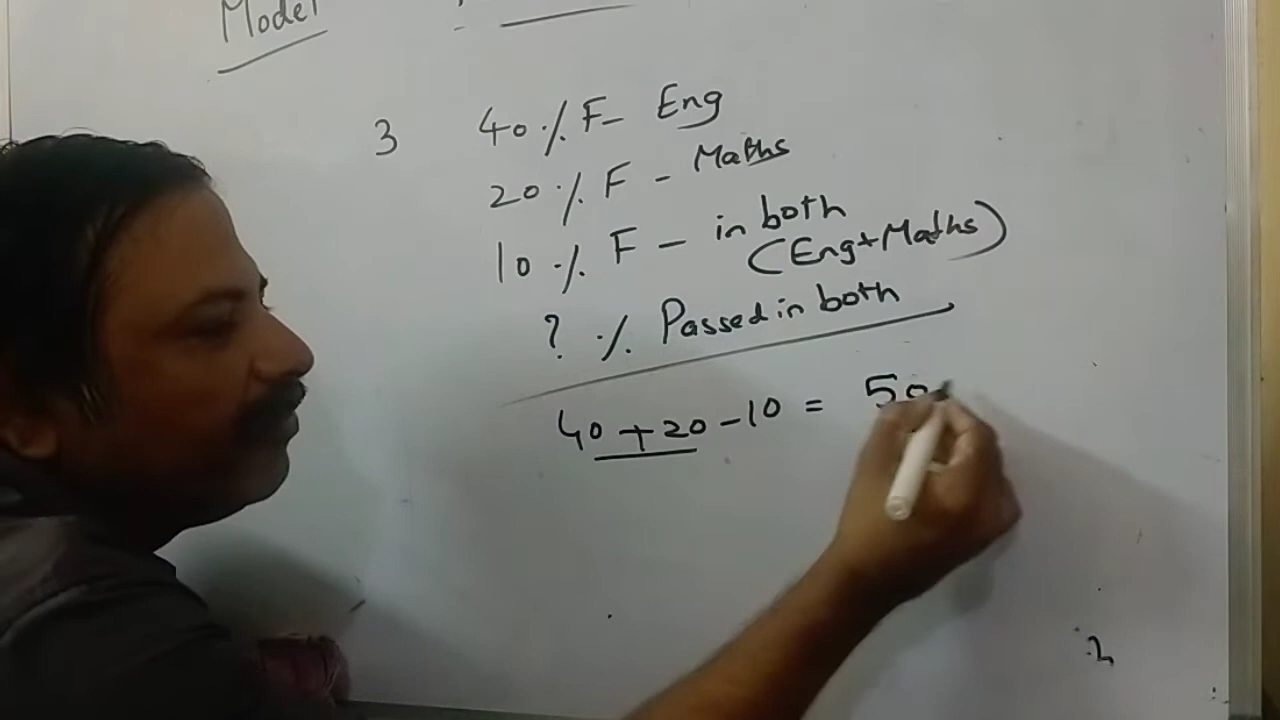 Model
3 40% F- Eng
20% F - Maths
10% F - in both
(Eng+Maths)
? % Passed in both
40 + 20 - 10 = 50